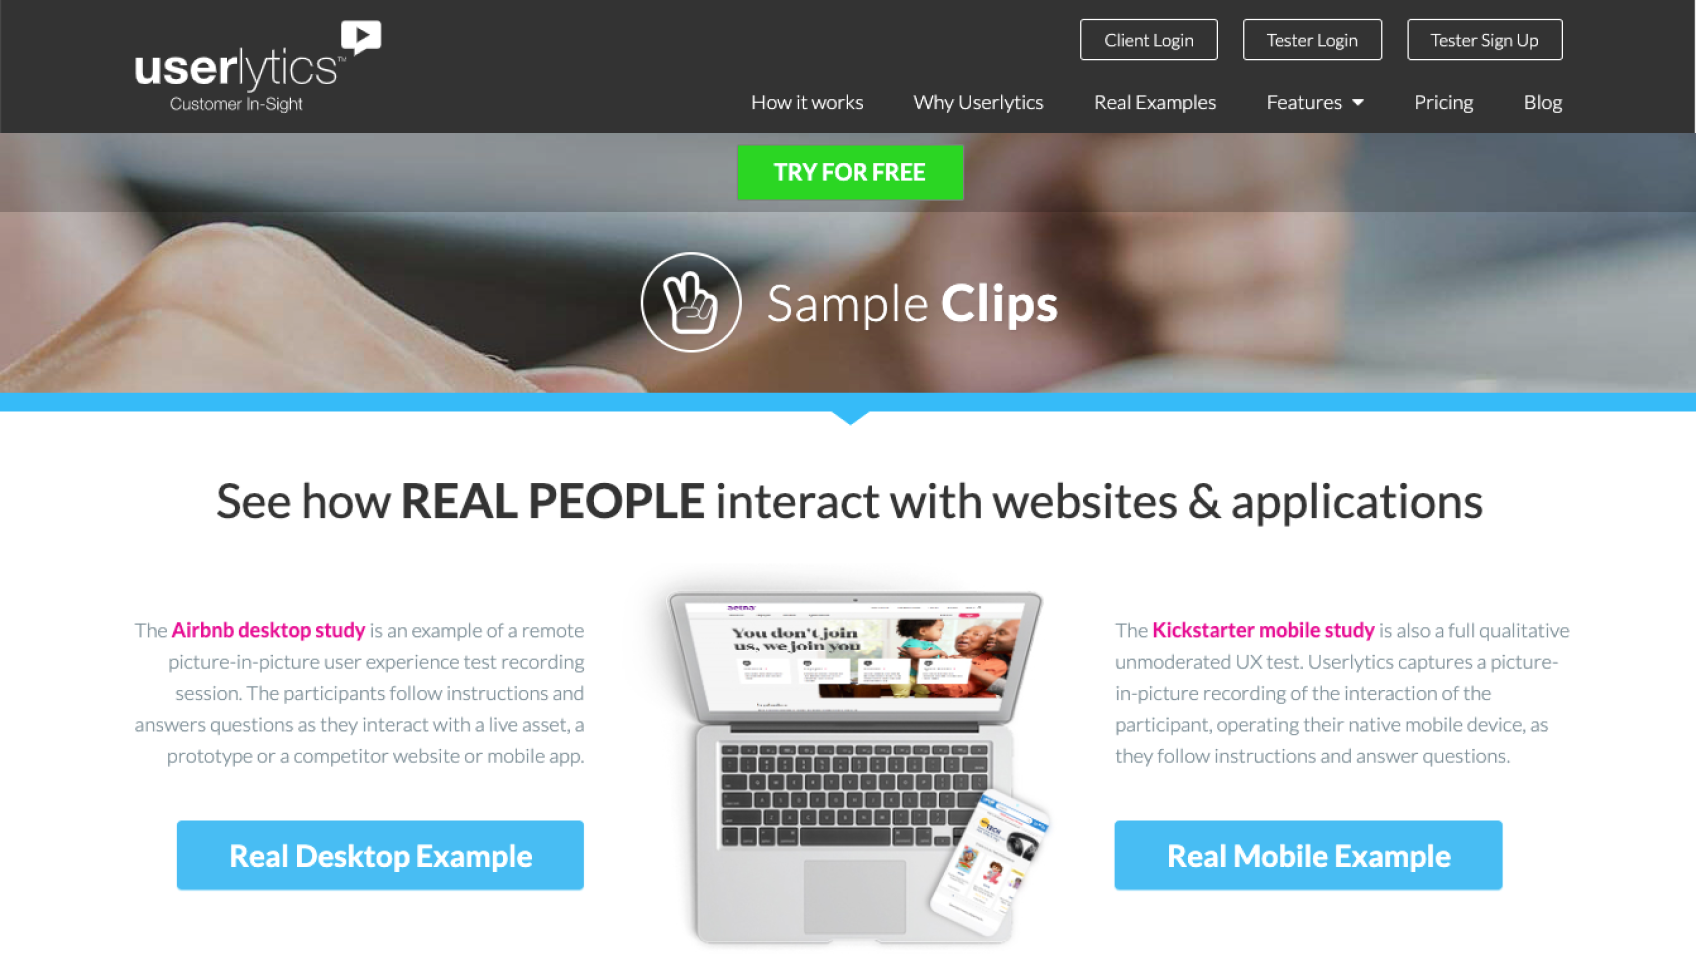 Client Login
Tester Login
Tester Sign Up
userlytics™
Customer In-Sight
How it works
Why Userlytics
Real Examples
Features
Pricing
Blog
TRY FOR FREE
Sample Clips
See how REAL PEOPLE interact with websites & applications
The Airbnb desktop study is an example of a remote
picture-in-picture user experience test recording
session. The participants follow instructions and
answers questions as they interact with a live asset, a
prototype or a competitor website or mobile app.
Real Desktop Example
You don't join
us, we join you
TECH
The Kickstarter mobile study is also a full qualitative
unmoderated UX test. Userlytics captures a picture-
in-picture recording of the interaction of the
participant, operating their native mobile device, as
they follow instructions and answer questions.
Real Mobile Example